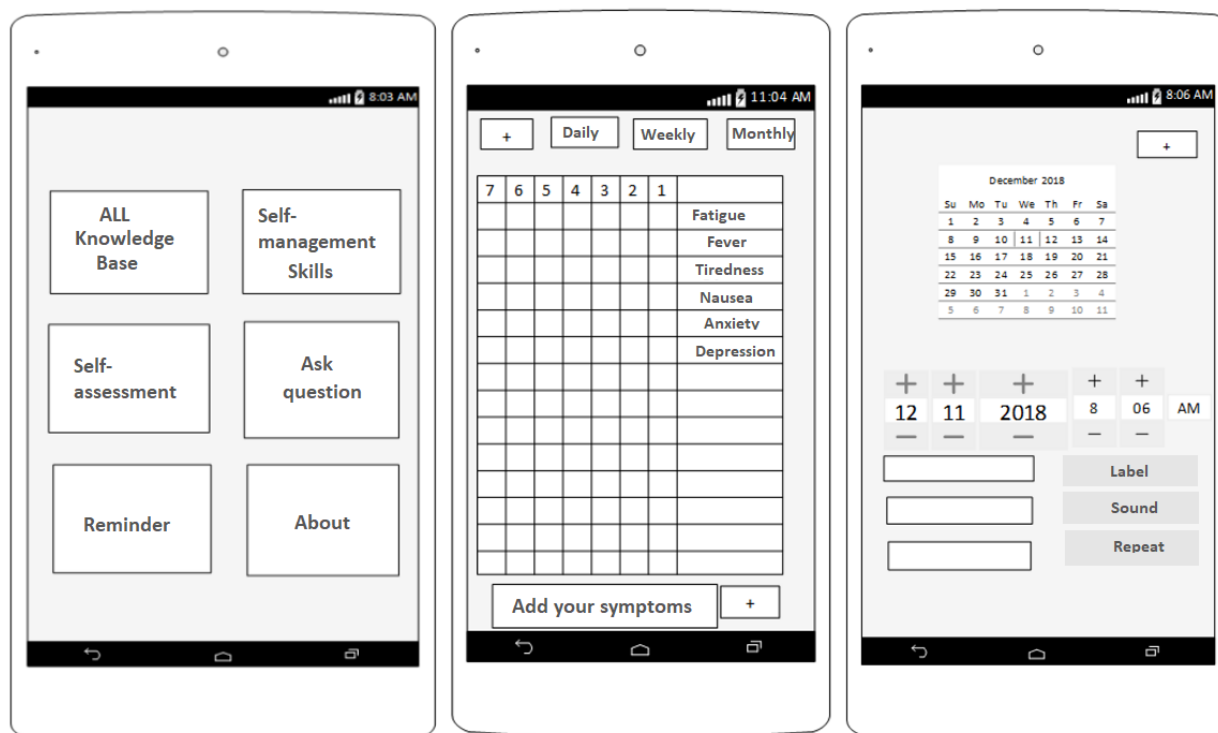 8:03 AM
ALL
Knowledge
Base
Self-
management
Skills
Self-
assessment
Ask
question
Reminder
About
11:04 AM
+ Daily Weekly Monthly
7 6 5 4 3 2 1
Fatigue
Fever
Tiredness
Nausea
Anxiety
Depression
Add your symptoms +
8:06 AM
+
December 2018
Su Mo Tu We Th Fr Sa
1 2 3 4 5 6 7
8 9 10 11 12 13 14
15 16 17 18 19 20 21
22 23 24 25 26 27 28
29 30 31 1 2 3 4
5 6 7 8 9 10 11
+ + + + +
12 11 2018 8 06 AM
— — — — —
Label
Sound
Repeat